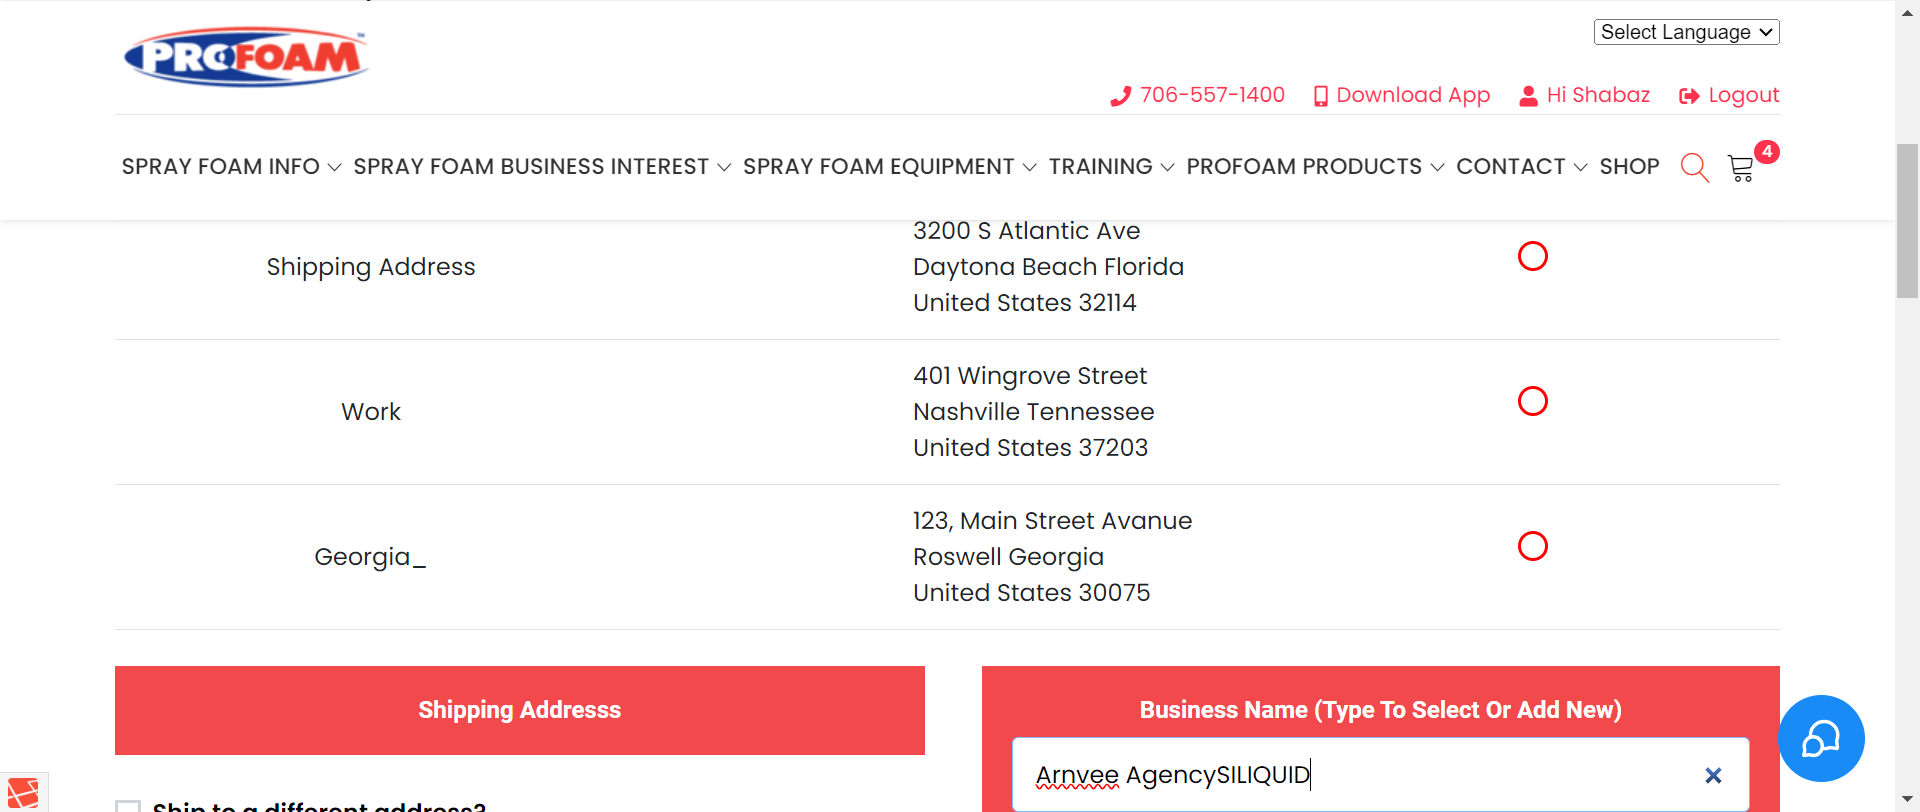 PROFOAM™
Select Language
706-557-1400
Download App
Hi Shabaz
Logout
SPRAY FOAM INFO
SPRAY FOAM BUSINESS INTEREST
SPRAY FOAM EQUIPMENT
TRAINING
PROFOAM PRODUCTS
CONTACT
SHOP
4
Shipping Address
3200 S Atlantic Ave
Daytona Beach Florida
United States 32114
Work
401 Wingrove Street
Nashville Tennessee
United States 37203
Georgia_
123, Main Street Avanue
Roswell Georgia
United States 30075
Shipping Addresss
Business Name (Type To Select Or Add New)
Arnvee AgencySILIQUID
Ship to a different address?